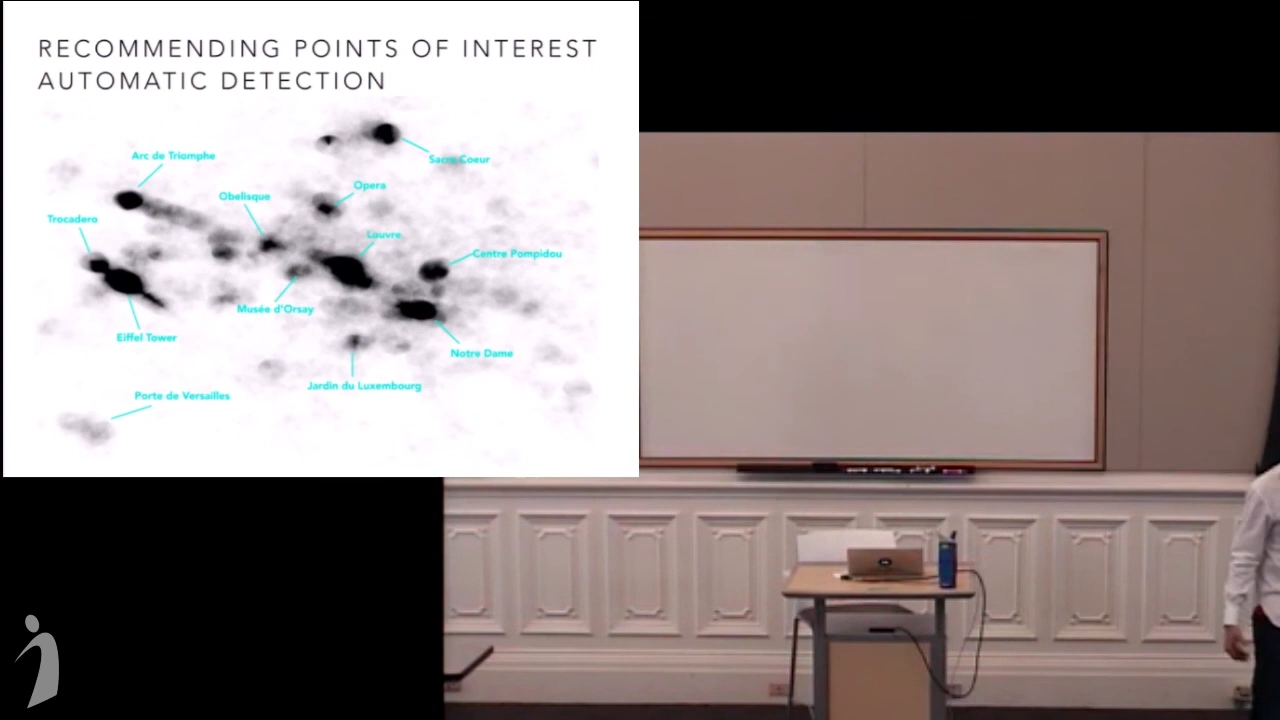 RECOMMENDING POINTS OF INTEREST
AUTOMATIC DETECTION
Arc de Triomphe
Sacre Coeur
Opera
Obelisque
Trocadero
Louvre
Centre Pompidou
Musée d'Orsay
Eiffel Tower
Notre Dame
Jardin du Luxembourg
Porte de Versailles